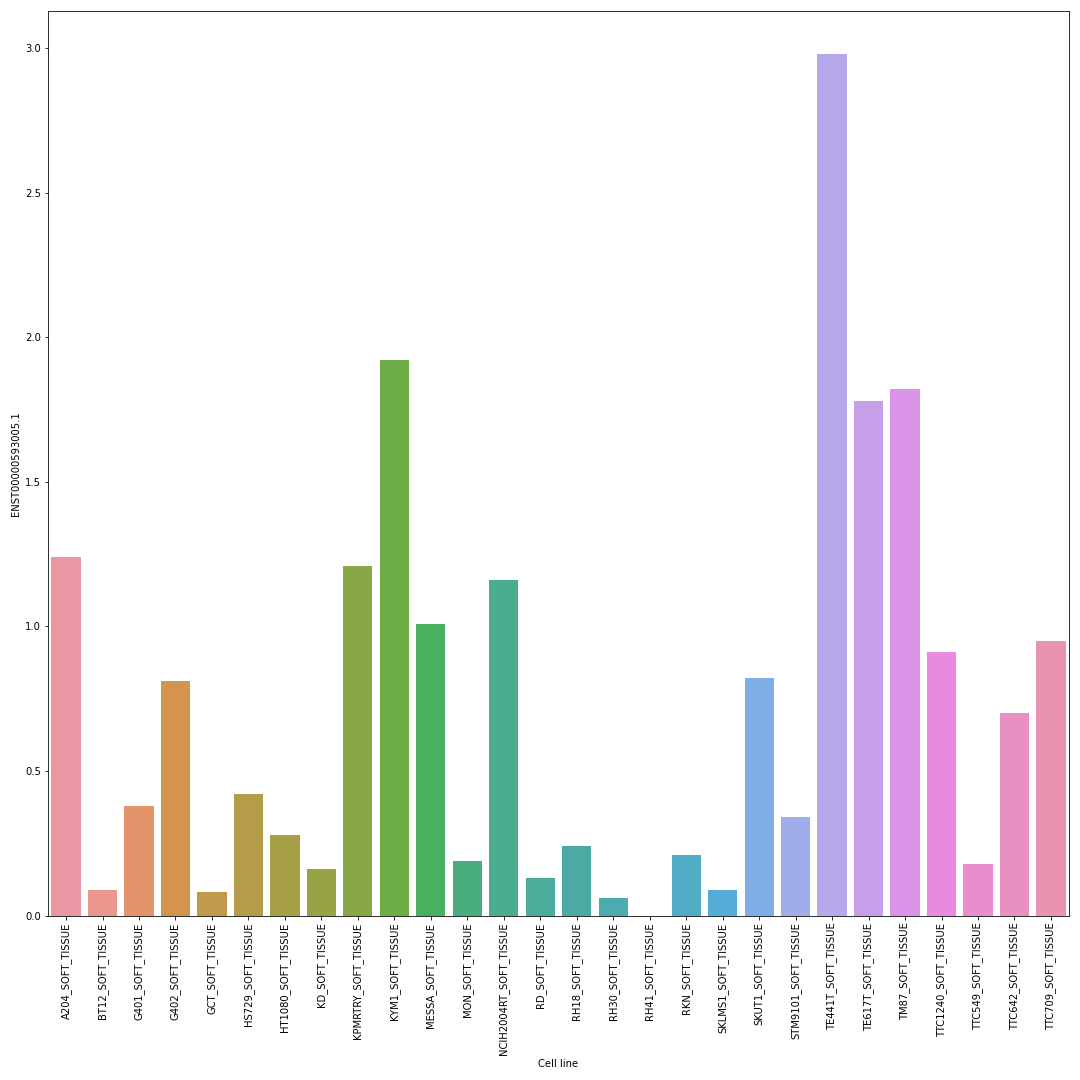 3.0
2.5
2.0
1.5
1.0
0.5
0.0
ENST00000593005.1
A204_SOFT_TISSUE
BT12_SOFT_TISSUE
G401_SOFT_TISSUE
G402_SOFT_TISSUE
GCT_SOFT_TISSUE
HS729_SOFT_TISSUE
HT1080_SOFT_TISSUE
KD_SOFT_TISSUE
KPMRTRY_SOFT_TISSUE
KYM1_SOFT_TISSUE
MESSA_SOFT_TISSUE
MON_SOFT_TISSUE
NCIH2004RT_SOFT_TISSUE
RD_SOFT_TISSUE
RH18_SOFT_TISSUE
RH30_SOFT_TISSUE
RH41_SOFT_TISSUE
RKN_SOFT_TISSUE
SKLMS1_SOFT_TISSUE
SKUT1_SOFT_TISSUE
STM9101_SOFT_TISSUE
TE441T_SOFT_TISSUE
TE617T_SOFT_TISSUE
TM87_SOFT_TISSUE
TTC1240_SOFT_TISSUE
TTC549_SOFT_TISSUE
TTC642_SOFT_TISSUE
TTC709_SOFT_TISSUE
Cell line